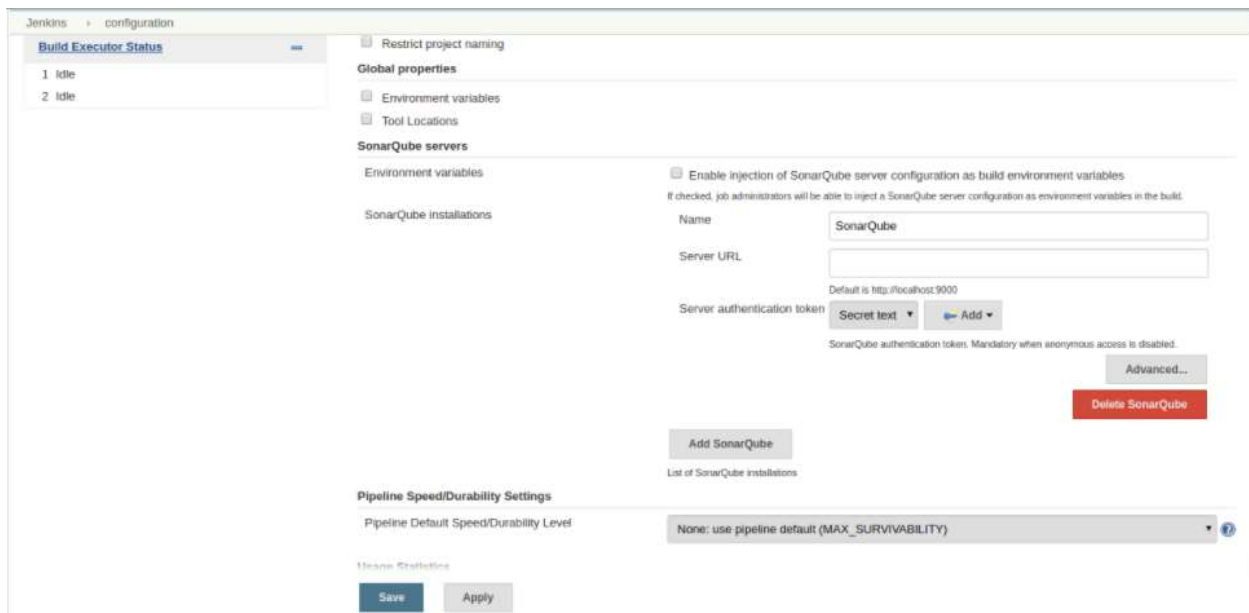 Jenkins › configuration
Build Executor Status
1 Idle
2 Idle
Restrict project naming
Global properties
Environment variables
Tool Locations
SonarQube servers
Environment variables
Enable injection of SonarQube server configuration as build environment variables
If checked, job administrators will be able to inject a SonarQube server configuration as environment variables in the build.
SonarQube installations
Name
SonarQube
Server URL
Default is http://localhost:9000
Server authentication token
Secret text
Add
SonarQube authentication token. Mandatory when anonymous access is disabled.
Advanced...
Delete SonarQube
Add SonarQube
List of SonarQube installations
Pipeline Speed/Durability Settings
Pipeline Default Speed/Durability Level
None: use pipeline default (MAX_SURVIVABILITY)
Usage Statistics
Save
Apply